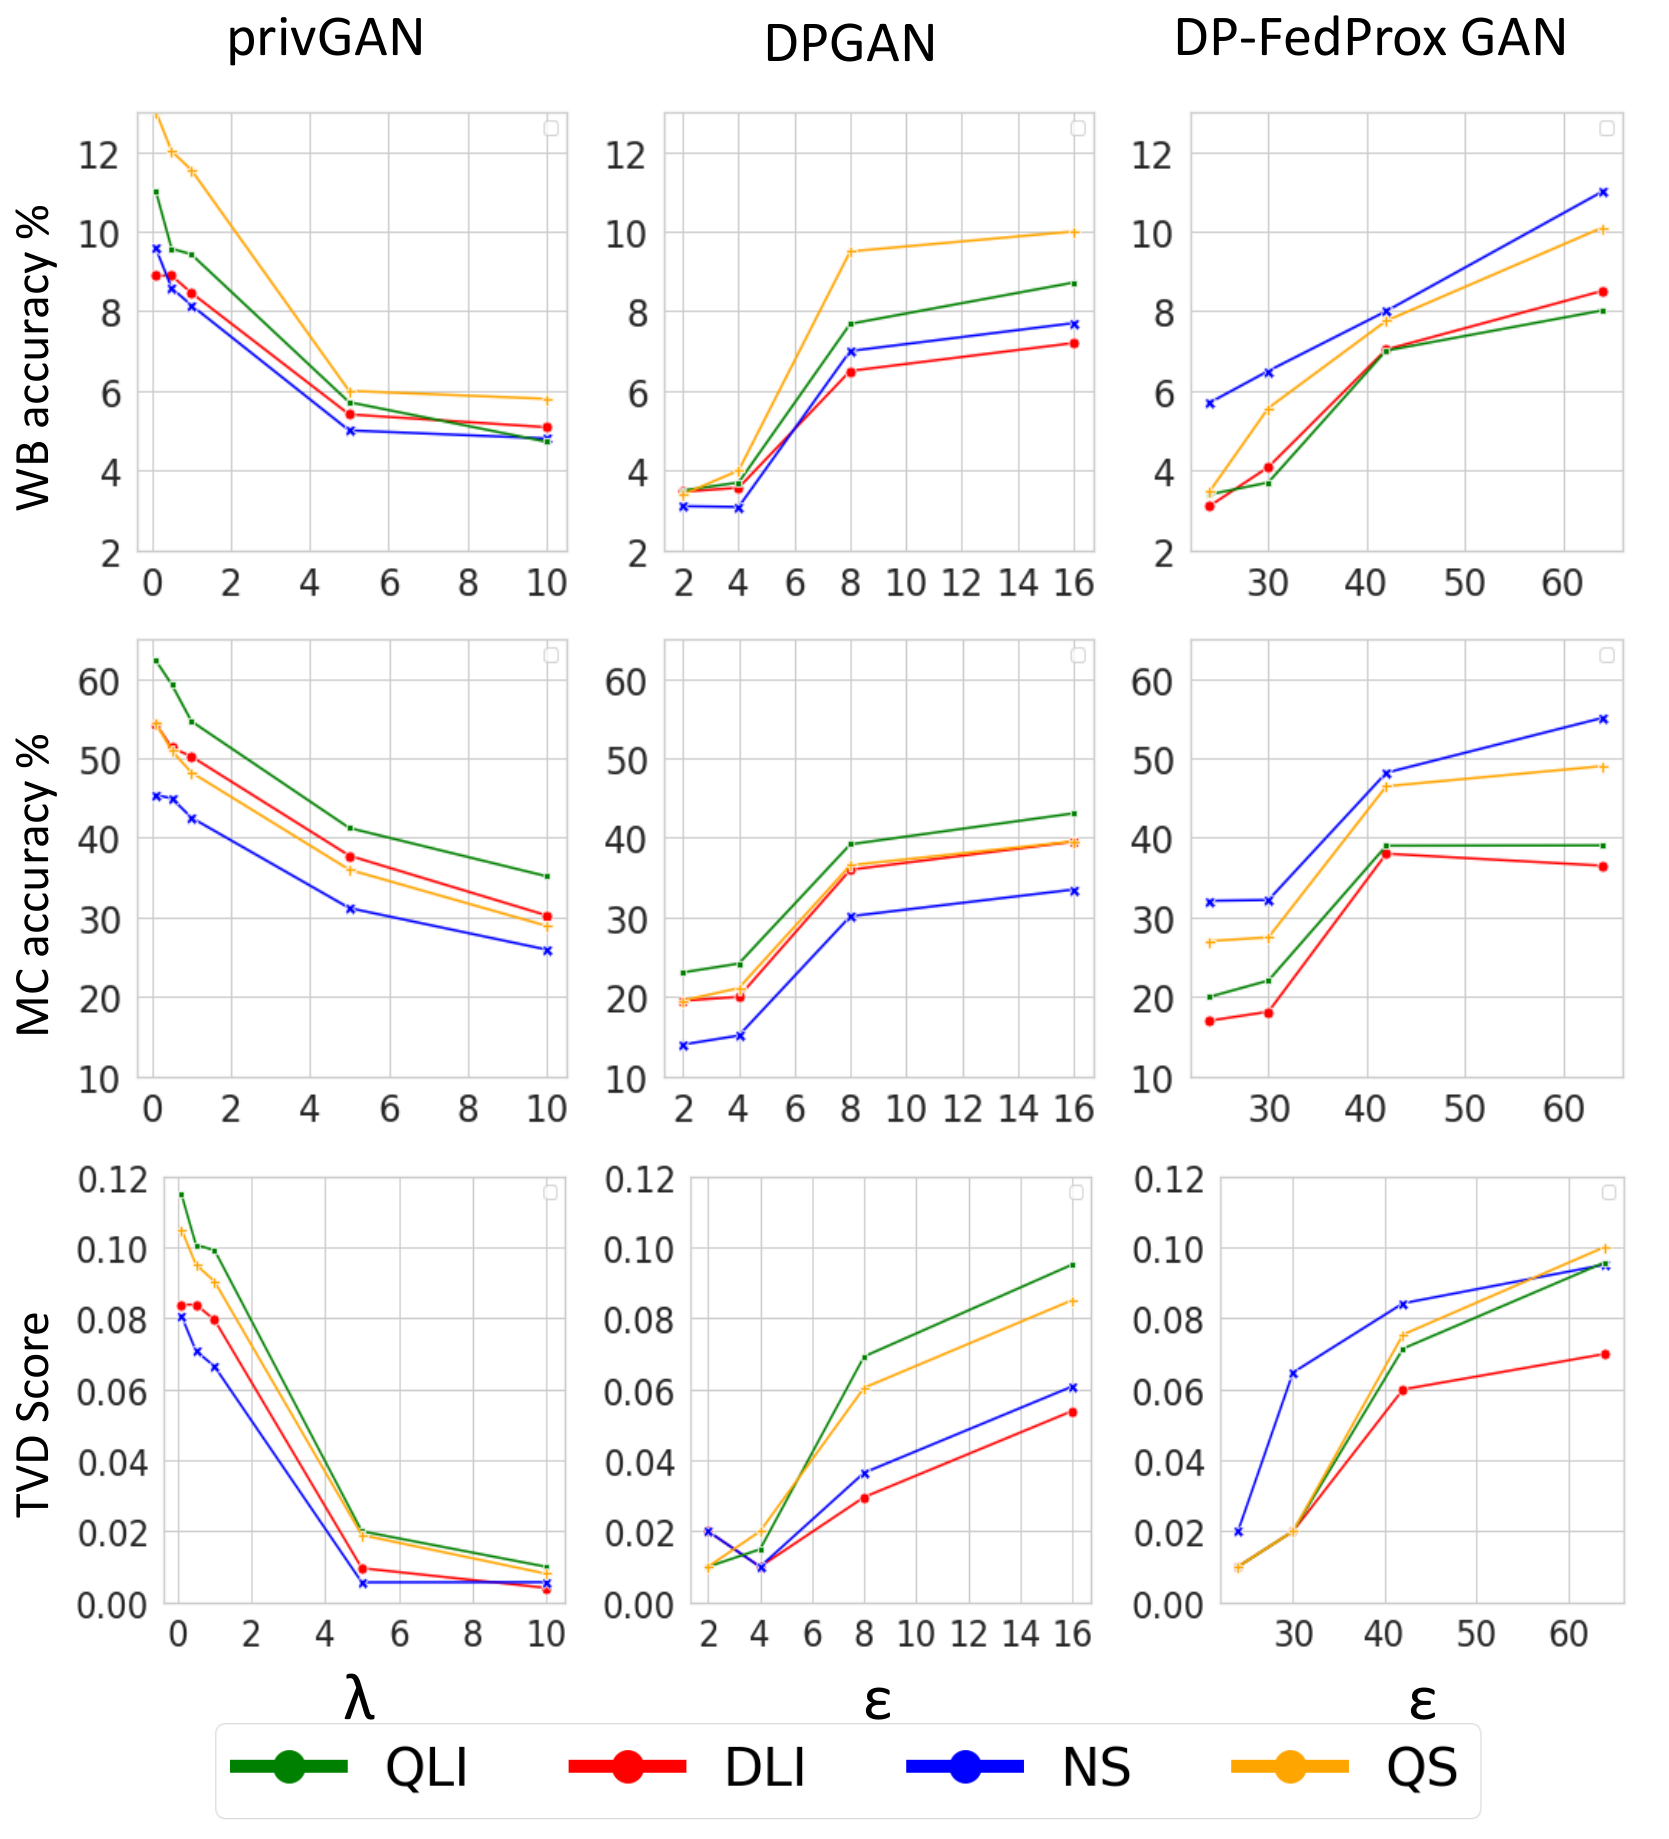 privGAN DPGAN DP-FedProx GAN
WB accuracy %
12 10 8 6 4 2
0 2 4 6 8 10
12 10 8 6 4 2
2 4 6 8 10 12 14 16
12 10 8 6 4 2
30 40 50 60
MC accuracy %
60 50 40 30 20 10
0 2 4 6 8 10
60 50 40 30 20 10
2 4 6 8 10 12 14 16
60 50 40 30 20 10
30 40 50 60
TVD Score
0.12 0.10 0.08 0.06 0.04 0.02 0.00
0 2 4 6 8 10
0.12 0.10 0.08 0.06 0.04 0.02 0.00
2 4 6 8 10 12 14 16
0.12 0.10 0.08 0.06 0.04 0.02 0.00
30 40 50 60
λ ε ε
QLI DLI NS QS